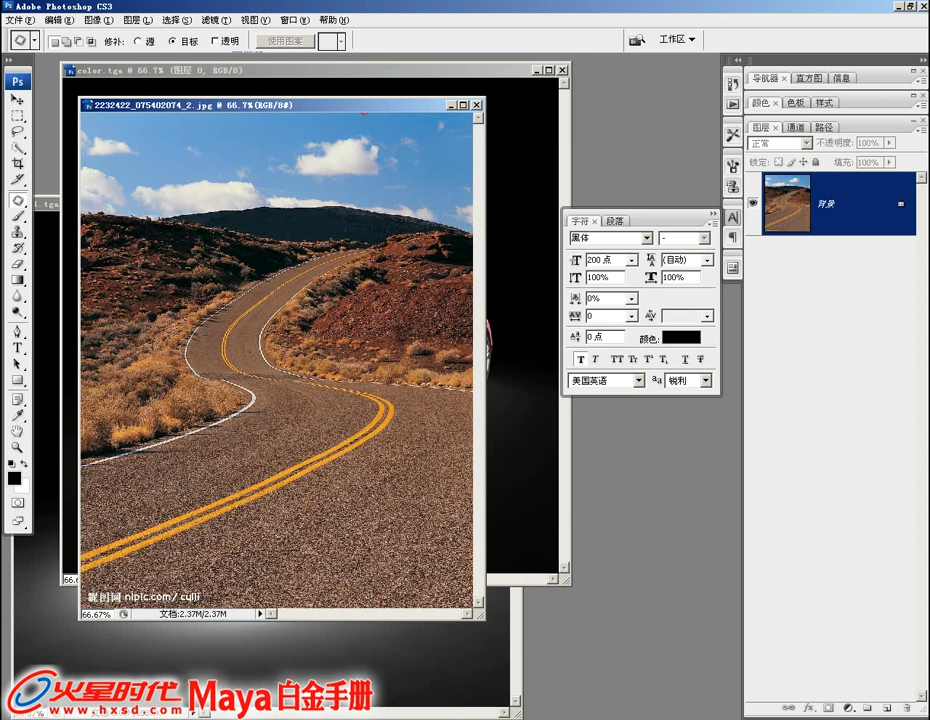 Adobe Photoshop CS3
文件(F) 编辑(E) 图像(I) 图层(L) 选择(S) 滤镜(T) 视图(V) 窗口(W) 帮助(H)
修补: 源 目标 透明 使用图案 工作区
color.tga @ 66.7% (图层 0, RGB/8)
2232422_075402074_2.jpg @ 66.7%(RGB/8#)
Ps
导航器 × 直方图 信息
颜色 × 色板 样式
图层 × 通道 路径
正常 不透明度: 100%
锁定: 填充: 100%
背景
字符 × 段落
黑体 -
200 点 (自动)
100% 100%
0%
0
0 点 颜色:
T T TT Tr T¹ T₁ T T
美国英语 aa 锐利
昵图网 nipic.com/ culli
66.67% 文档:2.37M/2.37M
火星时代 Maya 白金手册
www.hxsd.com